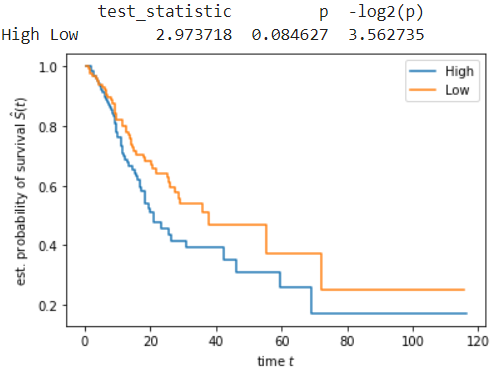 test_statistic p -log2(p)
High Low 2.973718 0.084627 3.562735
High
Low
est. probability of survival Ŝ(t)
1.0
0.8
0.6
0.4
0.2
0 20 40 60 80 100 120
time t